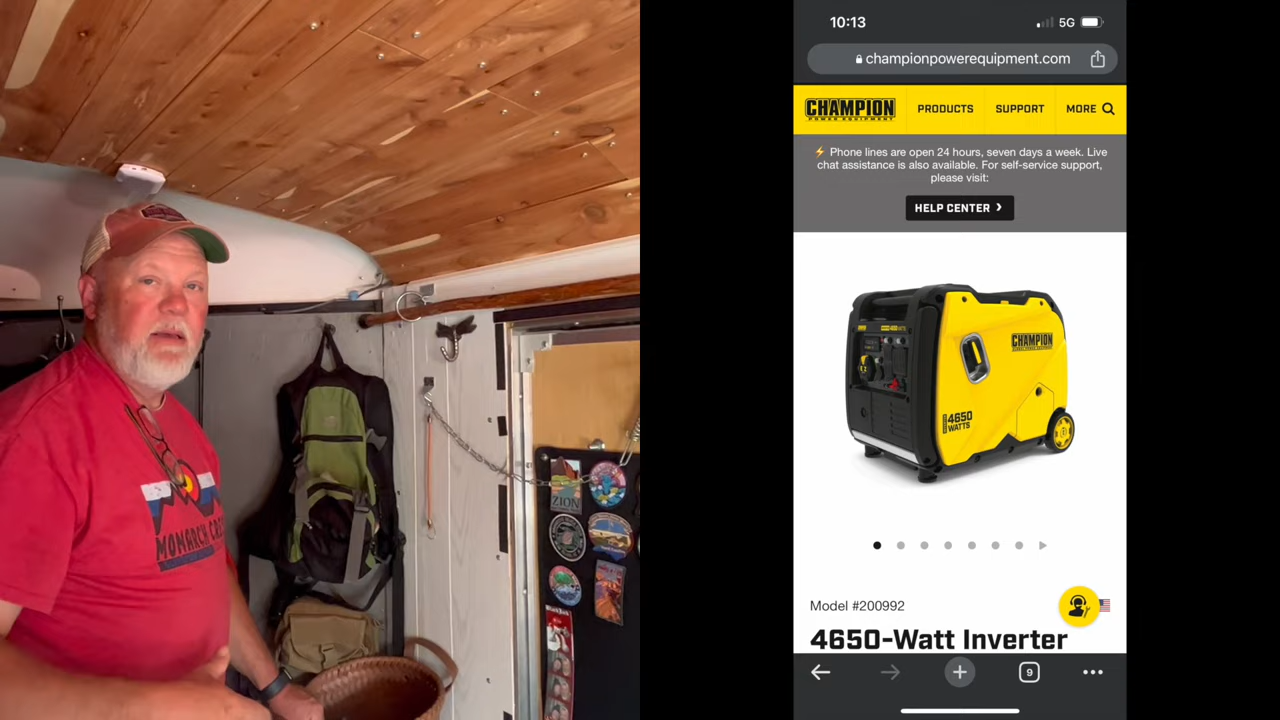 10:13
5G
championpowerequipment.com
CHAMPION
POWER EQUIPMENT
PRODUCTS
SUPPORT
MORE
⚡ Phone lines are open 24 hours, seven days a week. Live
chat assistance is also available. For self-service support,
please visit:
HELP CENTER >
CHAMPION
4650
WATTS
Model #200992
4650-Watt Inverter
9
ZION
MONARCH